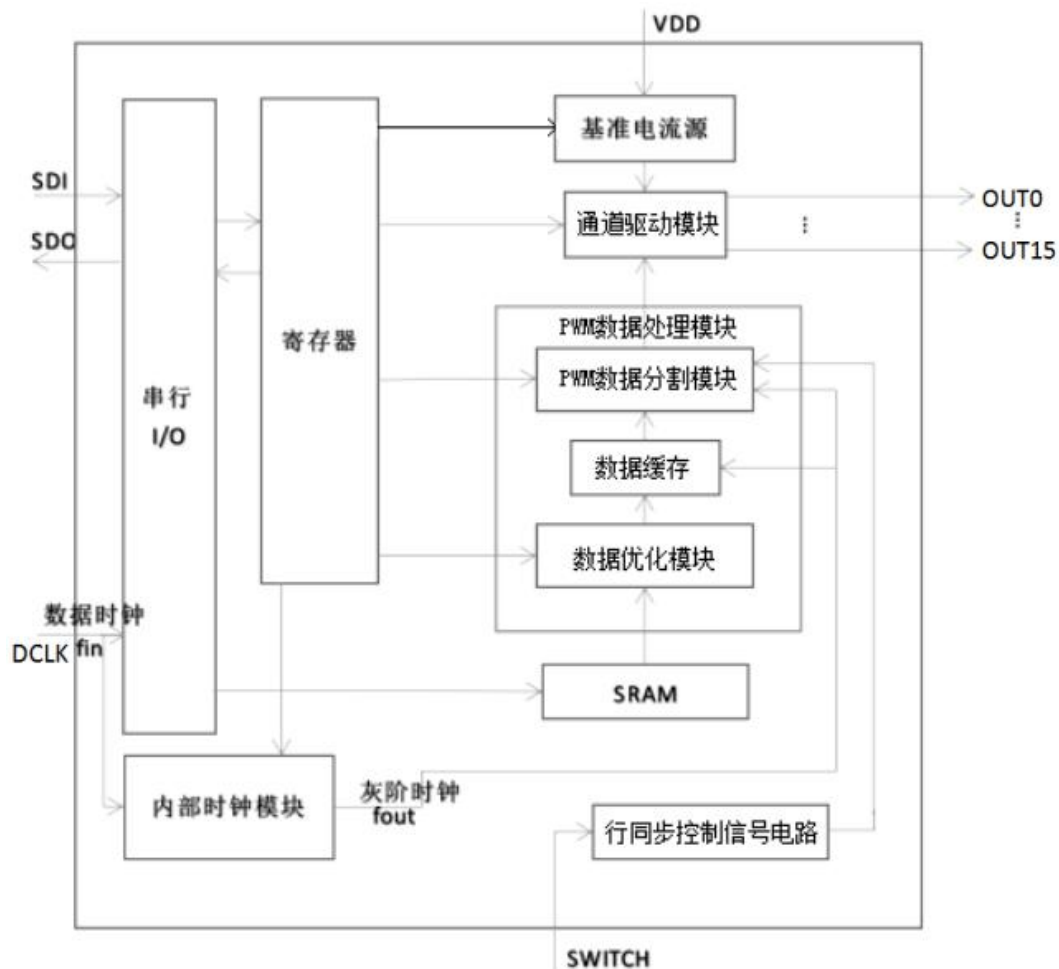 VDD
基准电流源
SDI
通道驱动模块
OUT0
⋮
⋮
SDO
OUT15
PWM数据处理模块
寄存器
PWM数据分割模块
串行
I/O
数据缓存
数据优化模块
数据时钟
DCLK
fin
SRAM
内部时钟模块
灰阶时钟
fout
行同步控制信号电路
SWITCH